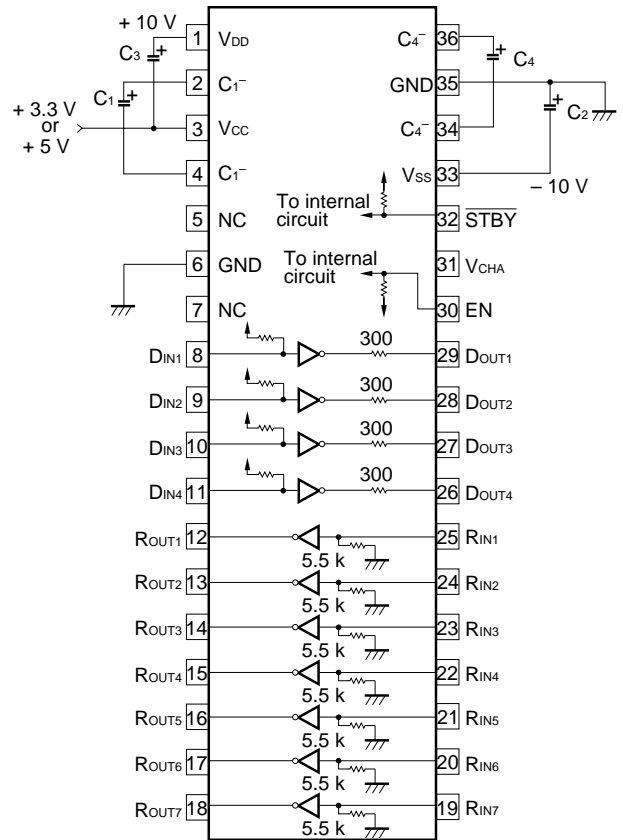 + 10 V
1 VDD
C3 +
2 C1–
C1 +
+ 3.3 V
or
+ 5 V
3 VCC
4 C1–
5 NC
6 GND
7 NC
36 C4–
+ C4
35 GND
+ C2
34 C4–
33 VSS
– 10 V
To internal
circuit
32 STBY
31 VCHA
To internal
circuit
30 EN
DIN1 8 300 29 DOUT1
DIN2 9 300 28 DOUT2
DIN3 10 300 27 DOUT3
DIN4 11 300 26 DOUT4
ROUT1 12 25 RIN1
5.5 k
ROUT2 13 24 RIN2
5.5 k
ROUT3 14 23 RIN3
5.5 k
ROUT4 15 22 RIN4
5.5 k
ROUT5 16 21 RIN5
5.5 k
ROUT6 17 20 RIN6
5.5 k
ROUT7 18 19 RIN7
5.5 k